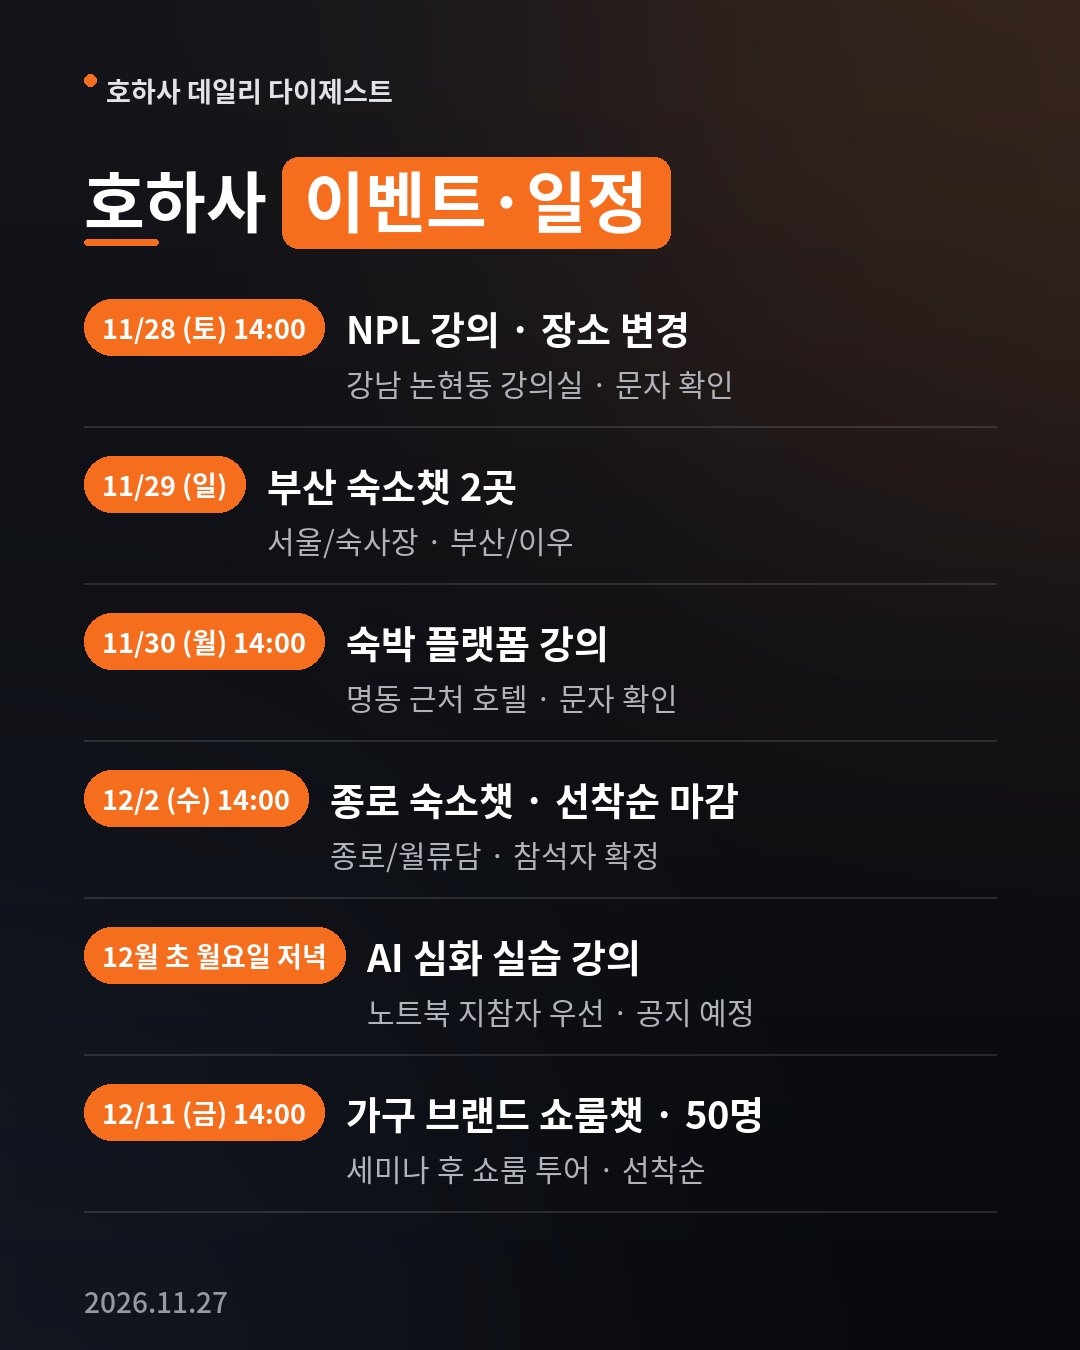 호하사 데일리 다이제스트
호하사 이벤트·일정
11/28 (토) 14:00 NPL 강의 · 장소 변경
강남 논현동 강의실 · 문자 확인
11/29 (일) 부산 숙소챗 2곳
서울/숙사장 · 부산/이우
11/30 (월) 14:00 숙박 플랫폼 강의
명동 근처 호텔 · 문자 확인
12/2 (수) 14:00 종로 숙소챗 · 선착순 마감
종로/월류담 · 참석자 확정
12월 초 월요일 저녁 AI 심화 실습 강의
노트북 지참자 우선 · 공지 예정
12/11 (금) 14:00 가구 브랜드 쇼룸챗 · 50명
세미나 후 쇼룸 투어 · 선착순
2026.11.27